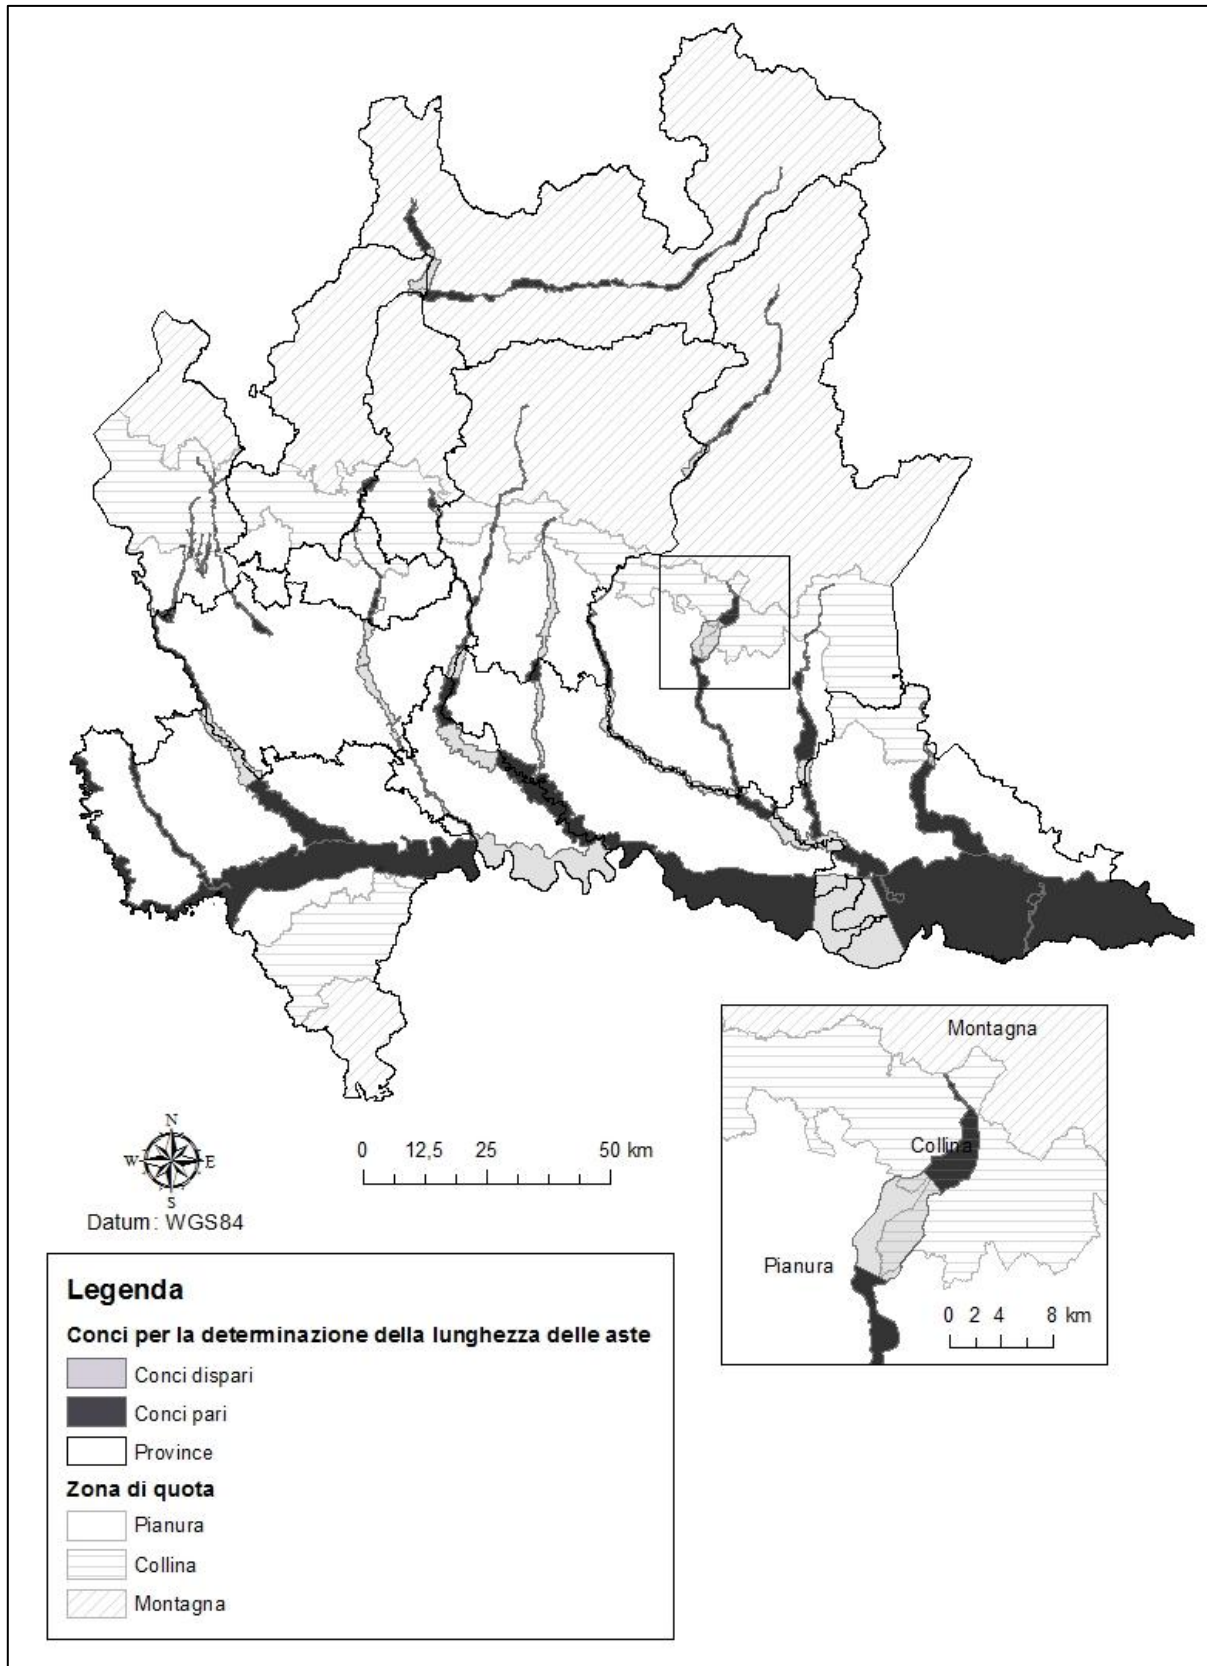 Montagna
Collina
Pianura
0 2 4 8 km
N
W E
S
0 12,5 25 50 km
Datum: WGS84
Legenda
Conci per la determinazione della lunghezza delle aste
Conci dispari
Conci pari
Province
Zona di quota
Pianura
Collina
Montagna